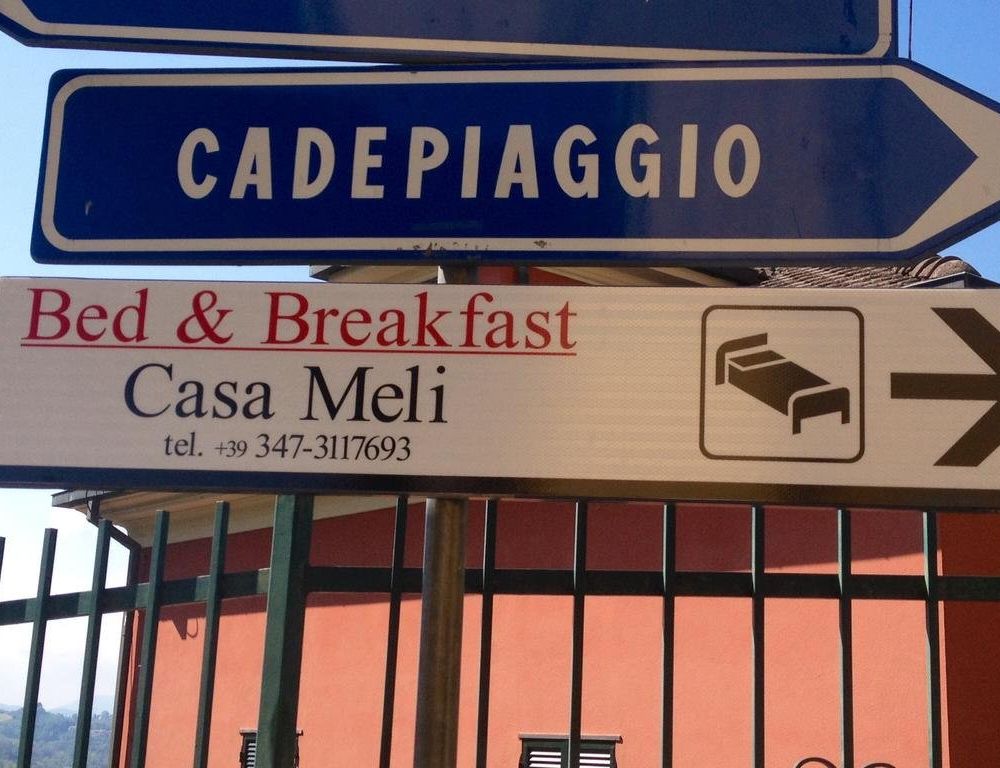 CADEPIAGGIO
Bed & Breakfast
Casa Meli
tel. +39 347-3117693